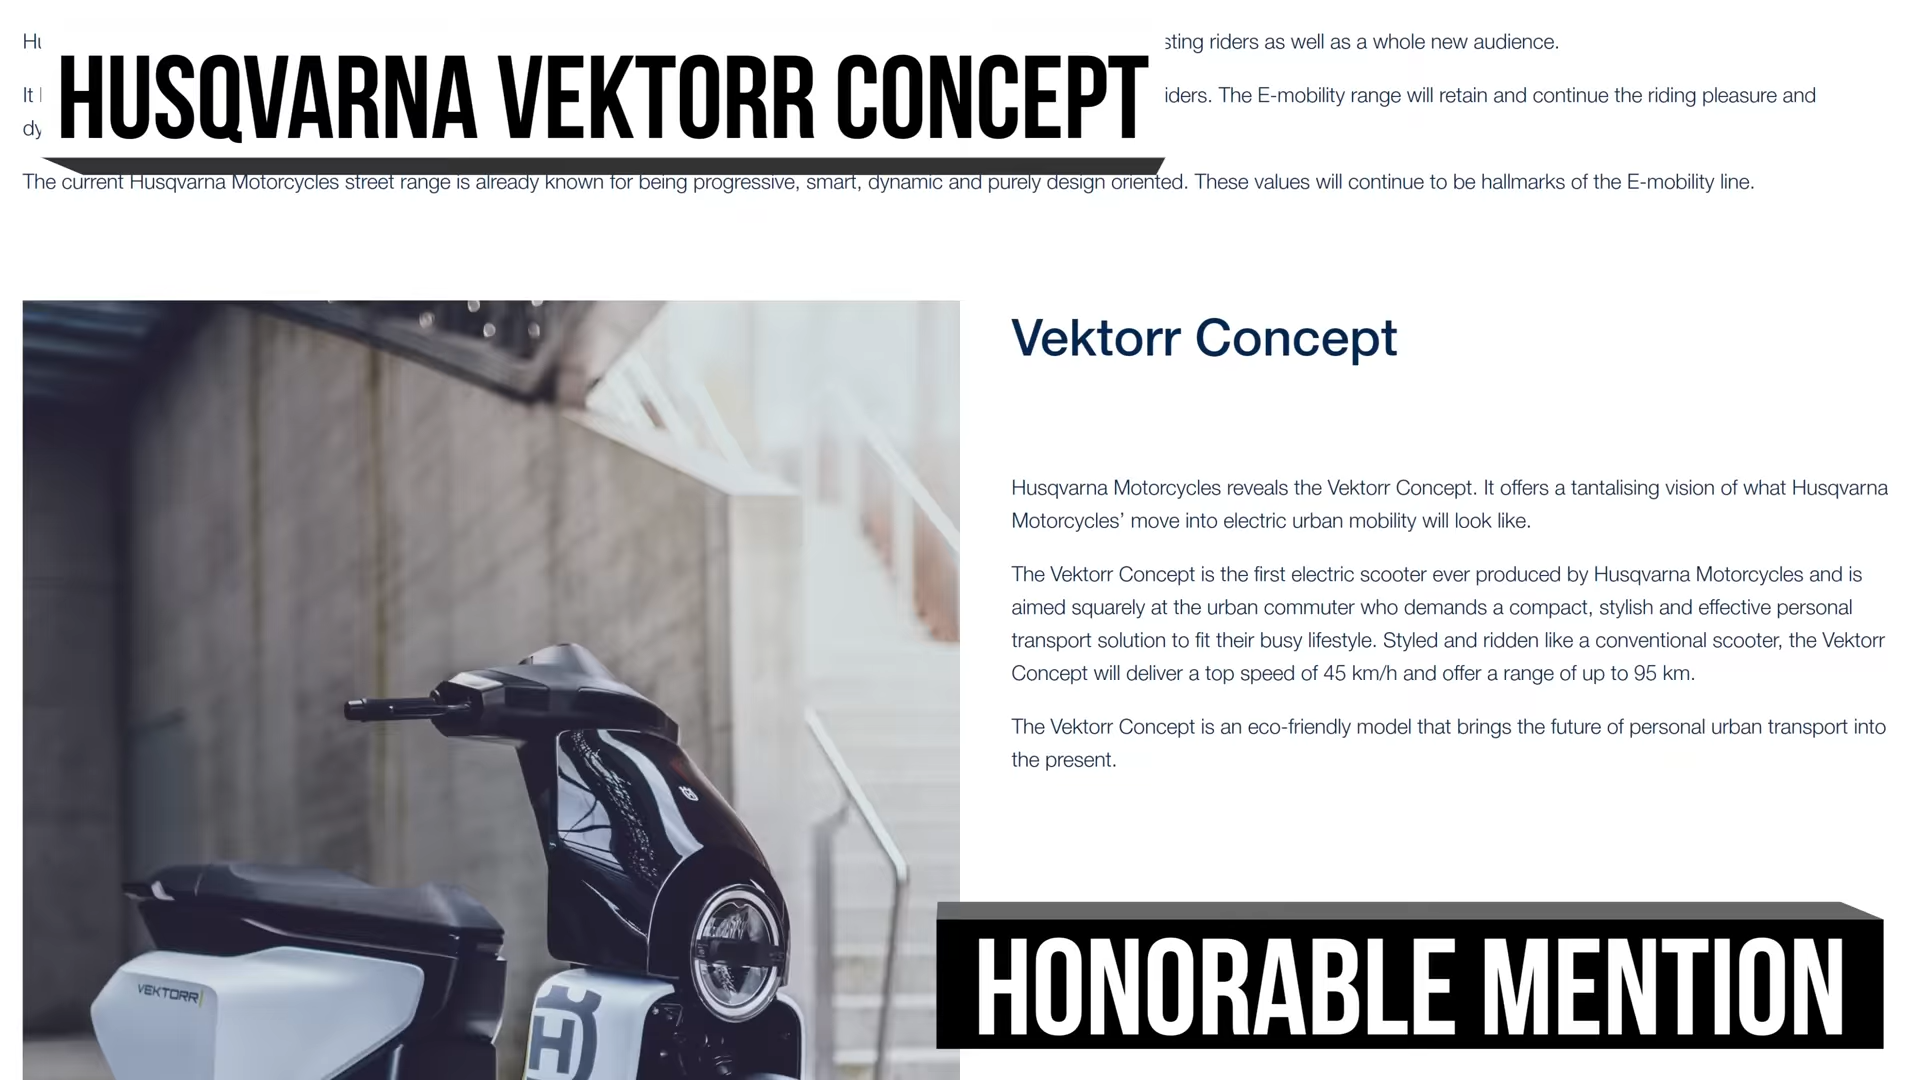 HUSQVARNA VEKTORR CONCEPT
sting riders as well as a whole new audience.
It
iders. The E-mobility range will retain and continue the riding pleasure and
The current Husqvarna Motorcycles street range is already known for being progressive, smart, dynamic and purely design oriented. These values will continue to be hallmarks of the E-mobility line.
Vektorr Concept
Husqvarna Motorcycles reveals the Vektorr Concept. It offers a tantalising vision of what Husqvarna
Motorcycles’ move into electric urban mobility will look like.
The Vektorr Concept is the first electric scooter ever produced by Husqvarna Motorcycles and is
aimed squarely at the urban commuter who demands a compact, stylish and effective personal
transport solution to fit their busy lifestyle. Styled and ridden like a conventional scooter, the Vektorr
Concept will deliver a top speed of 45 km/h and offer a range of up to 95 km.
The Vektorr Concept is an eco-friendly model that brings the future of personal urban transport into
the present.
VEKTORR
H
HONORABLE MENTION